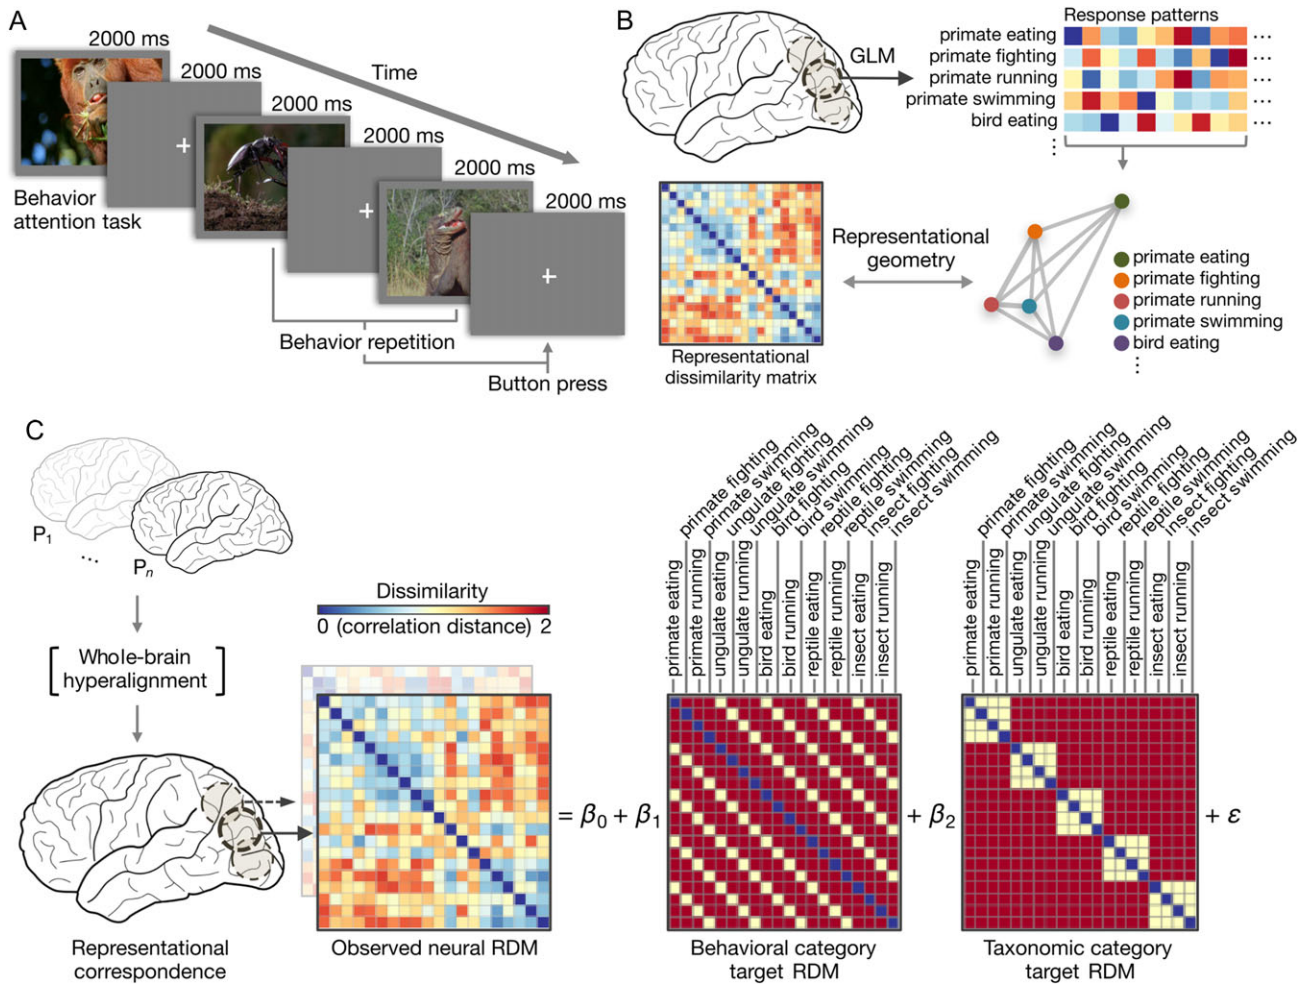 A
2000 ms
2000 ms
2000 ms
2000 ms
2000 ms
2000 ms
Time
Behavior
attention task
Behavior repetition
Button press
B
GLM
Response patterns
primate eating
primate fighting
primate running
primate swimming
bird eating
Representational
geometry
Representational
dissimilarity matrix
primate eating
primate fighting
primate running
primate swimming
bird eating
C
P1
...
Pn
Whole-brain
hyperalignment
Representational
correspondence
Dissimilarity
0 (correlation distance) 2
Observed neural RDM
= β0 + β1
primate eating
primate fighting
primate running
primate swimming
ungulate eating
ungulate fighting
ungulate running
ungulate swimming
bird eating
bird fighting
bird running
bird swimming
reptile eating
reptile fighting
reptile running
reptile swimming
insect eating
insect fighting
insect running
insect swimming
Behavioral category
target RDM
+ β2
primate eating
primate fighting
primate running
primate swimming
ungulate eating
ungulate fighting
ungulate running
ungulate swimming
bird eating
bird fighting
bird running
bird swimming
reptile eating
reptile fighting
reptile running
reptile swimming
insect eating
insect fighting
insect running
insect swimming
Taxonomic category
target RDM
+ ε